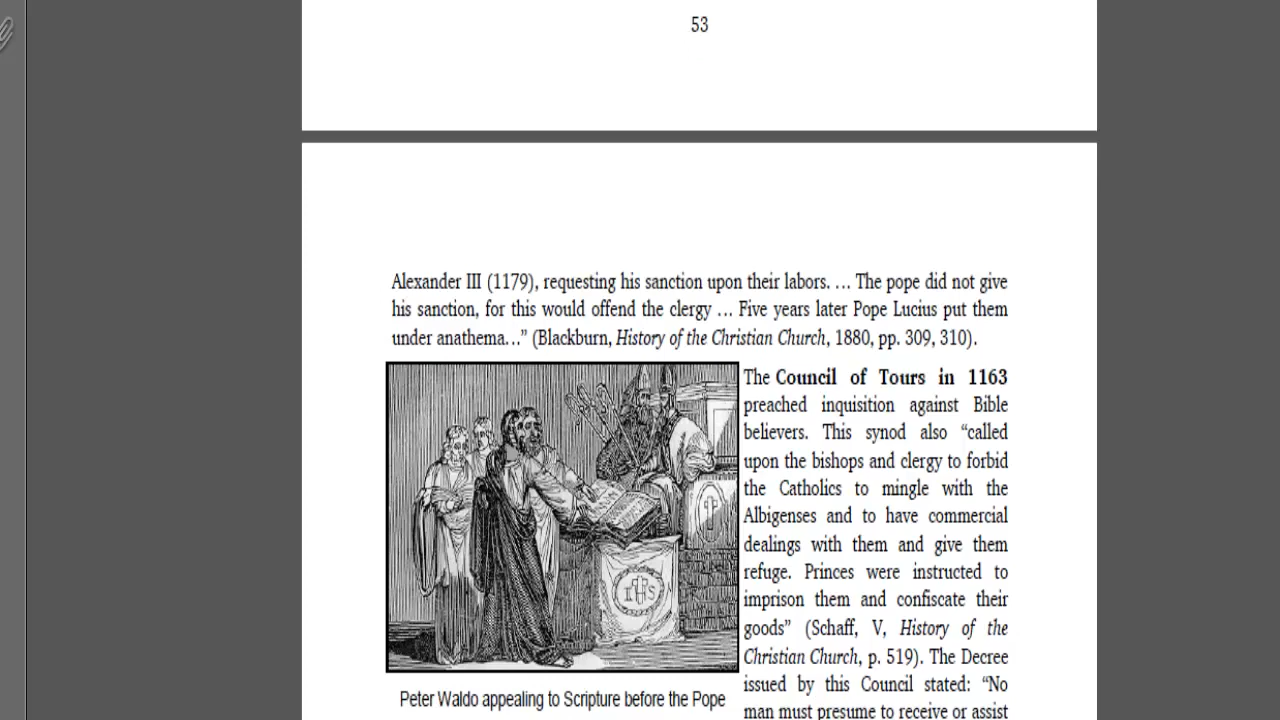 53
Alexander III (1179), requesting his sanction upon their labors. … The pope did not give
his sanction, for this would offend the clergy … Five years later Pope Lucius put them
under anathema…” (Blackburn, History of the Christian Church, 1880, pp. 309, 310).
The Council of Tours in 1163
preached inquisition against Bible
believers. This synod also “called
upon the bishops and clergy to forbid
the Catholics to mingle with the
Albigenses and to have commercial
dealings with them and give them
refuge. Princes were instructed to
imprison them and confiscate their
goods” (Schaff, V, History of the
Christian Church, p. 519). The Decree
issued by this Council stated: “No
man must presume to receive or assist
IHS
Peter Waldo appealing to Scripture before the Pope